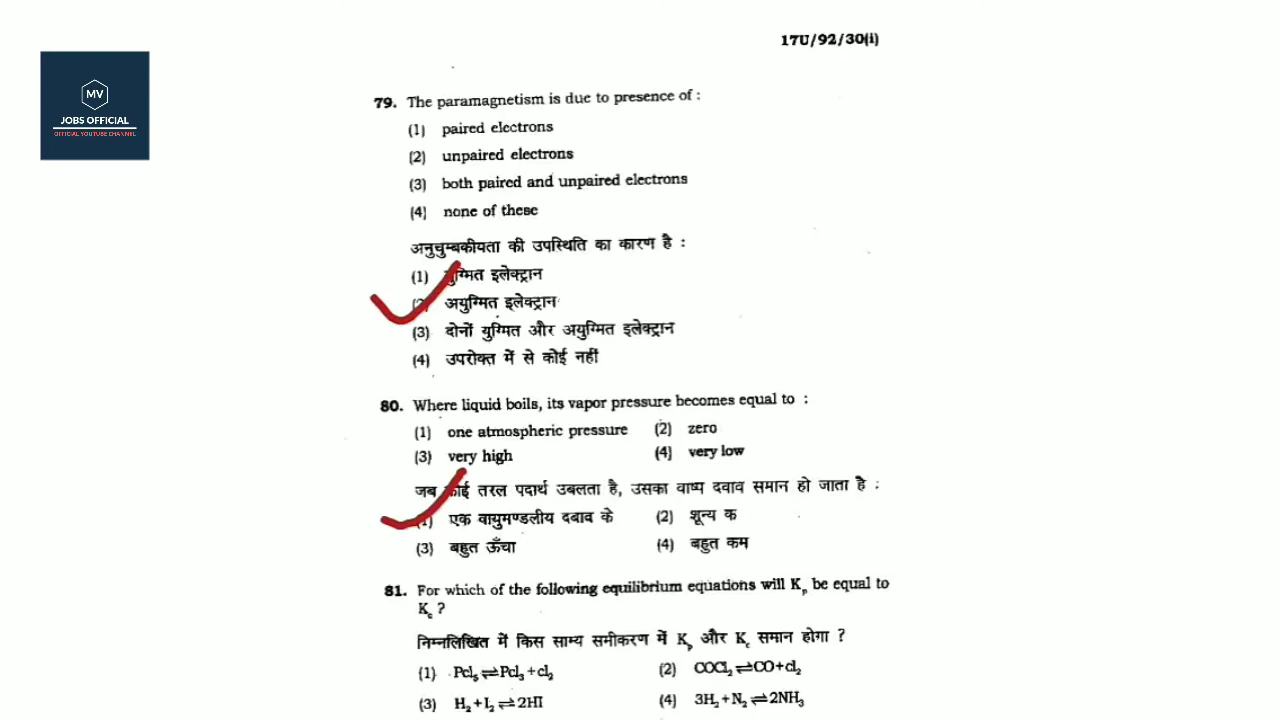 17U/92/30(i)
MV
JOBS OFFICIAL
OFFICIAL YOUTUBE CHANNEL
79. The paramagnetism is due to presence of :
(1) paired electrons
(2) unpaired electrons
(3) both paired and unpaired electrons
(4) none of these
अनुचुम्बकीयता की उपस्थिति का कारण है :
(1) युग्मित इलेक्ट्रान
(2) अयुग्मित इलेक्ट्रान
(3) दोनों युग्मित और अयुग्मित इलेक्ट्रान
(4) उपरोक्त में से कोई नहीं
80. Where liquid boils, its vapor pressure becomes equal to :
(1) one atmospheric pressure (2) zero
(3) very high (4) very low
जब कोई तरल पदार्थ उबलता है, उसका वाष्प दवाव समान हो जाता है :
(1) एक वायुमण्डलीय दबाव के (2) शून्य क
(3) बहुत ऊँचा (4) बहुत कम
81. For which of the following equilibrium equations will Kp be equal to
Kc ?
निम्नलिखित में किस साम्य समीकरण में Kp और Kc समान होगा ?
(1) Pcl₅ ⇌ Pcl₃ + cl₂ (2) COCl₂ ⇌ CO + cl₂
(3) H₂ + I₂ ⇌ 2HI (4) 3H₂ + N₂ ⇌ 2NH₃